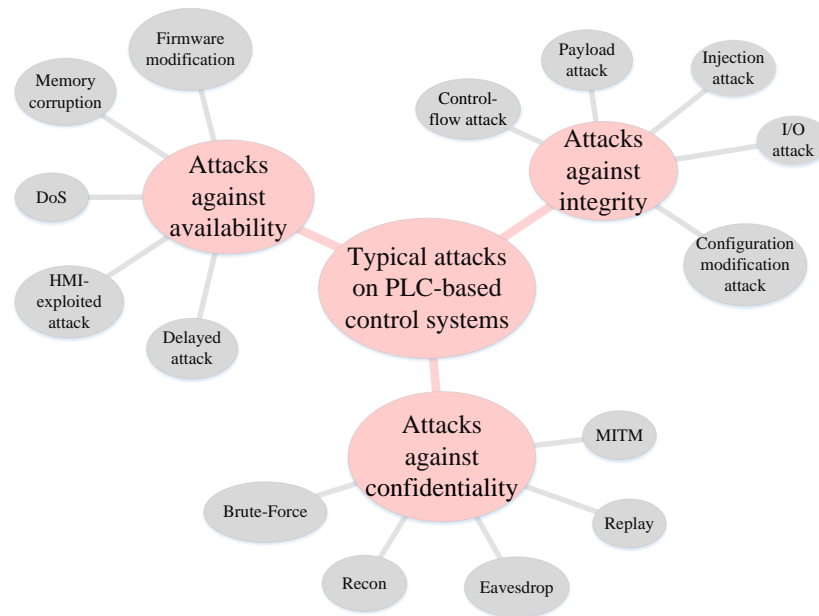 Firmware
modification
Memory
corruption
Attacks
against
availability
DoS
HMI-
exploited
attack
Delayed
attack
Payload
attack
Injection
attack
Control-
flow attack
Attacks
against
integrity
I/O
attack
Configuration
modification
attack
Typical attacks
on PLC-based
control systems
Attacks
against
confidentiality
MITM
Replay
Eavesdrop
Recon
Brute-Force